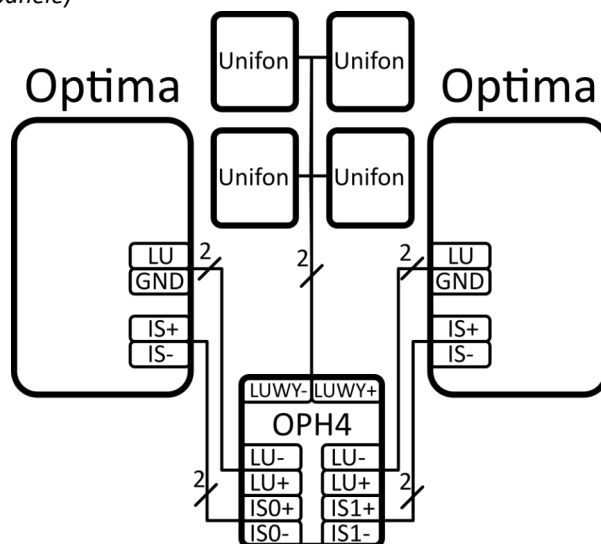 panele)
Unifon Unifon
Optima Optima
Unifon Unifon
LU 2 2 2 LU
GND GND
IS+ IS+
IS- IS-
LUWY- LUWY+
OPH4
LU- LU-
2 LU+ LU+ 2
IS0+ IS1+
IS0- IS1-